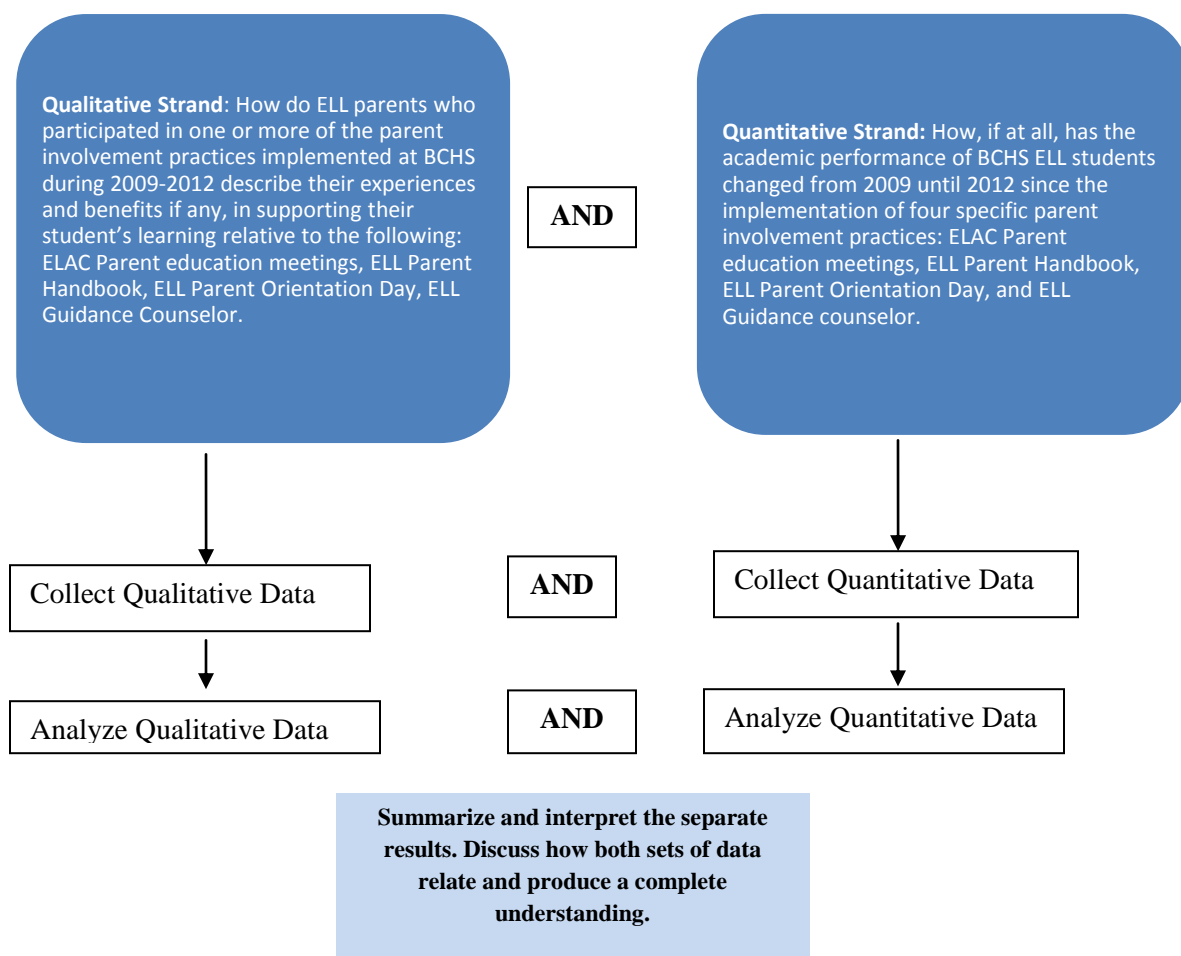 Qualitative Strand: How do ELL parents who
participated in one or more of the parent
involvement practices implemented at BCHS
during 2009-2012 describe their experiences
and benefits if any, in supporting their
student's learning relative to the following:
ELAC Parent education meetings, ELL Parent
Handbook, ELL Parent Orientation Day, ELL
Guidance Counselor.
AND
Quantitative Strand: How, if at all, has the
academic performance of BCHS ELL students
changed from 2009 until 2012 since the
implementation of four specific parent
involvement practices: ELAC Parent
education meetings, ELL Parent Handbook,
ELL Parent Orientation Day, and ELL
Guidance counselor.
Collect Qualitative Data
AND
Collect Quantitative Data
Analyze Qualitative Data
AND
Analyze Quantitative Data
Summarize and interpret the separate
results. Discuss how both sets of data
relate and produce a complete
understanding.